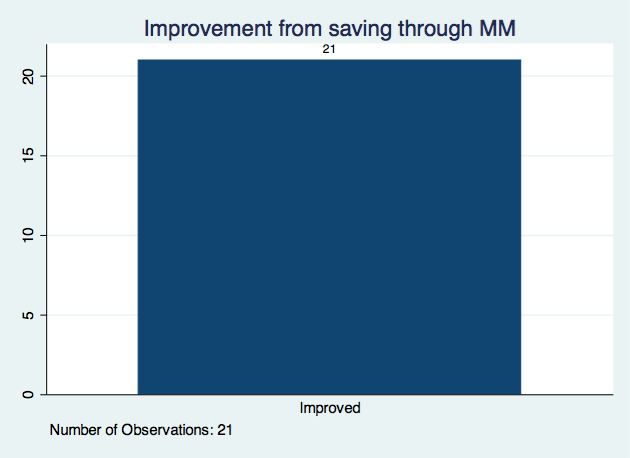 Improvement from saving through MM
21
20
15
10
5
0
Improved
Number of Observations: 21